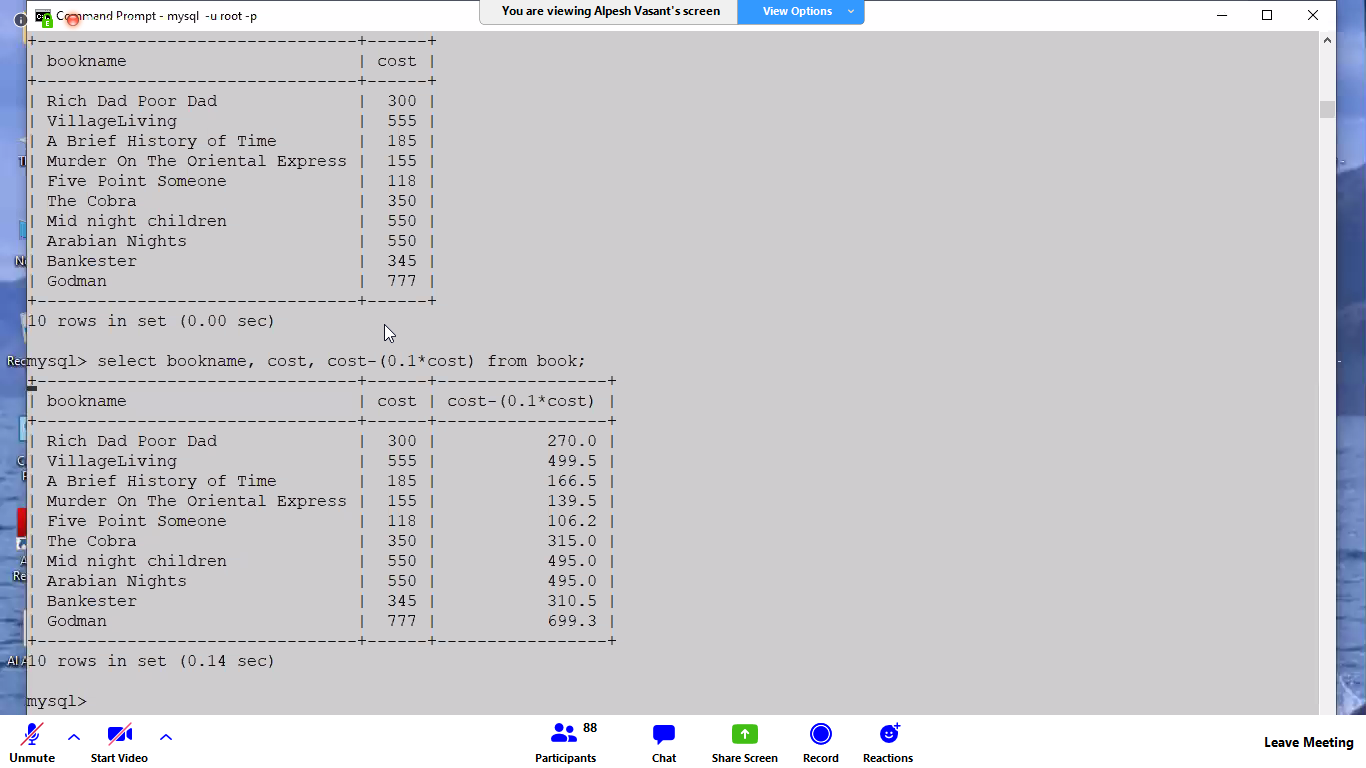 Command Prompt - mysql -u root -p
You are viewing Alpesh Vasant's screen View Options
+--------------------------------+------+
| bookname                       | cost |
+--------------------------------+------+
| Rich Dad Poor Dad              |  300 |
| VillageLiving                  |  555 |
| A Brief History of Time        |  185 |
| Murder On The Oriental Express |  155 |
| Five Point Someone             |  118 |
| The Cobra                      |  350 |
| Mid night children             |  550 |
| Arabian Nights                 |  550 |
| Bankester                      |  345 |
| Godman                         |  777 |
+--------------------------------+------+
10 rows in set (0.00 sec)
mysql> select bookname, cost, cost-(0.1*cost) from book;
+--------------------------------+------+-----------------+
| bookname                       | cost | cost-(0.1*cost) |
+--------------------------------+------+-----------------+
| Rich Dad Poor Dad              |  300 |           270.0 |
| VillageLiving                  |  555 |           499.5 |
| A Brief History of Time        |  185 |           166.5 |
| Murder On The Oriental Express |  155 |           139.5 |
| Five Point Someone             |  118 |           106.2 |
| The Cobra                      |  350 |           315.0 |
| Mid night children             |  550 |           495.0 |
| Arabian Nights                 |  550 |           495.0 |
| Bankester                      |  345 |           310.5 |
| Godman                         |  777 |           699.3 |
+--------------------------------+------+-----------------+
10 rows in set (0.14 sec)
mysql>
88
Unmute Start Video Participants Chat Share Screen Record Reactions Leave Meeting